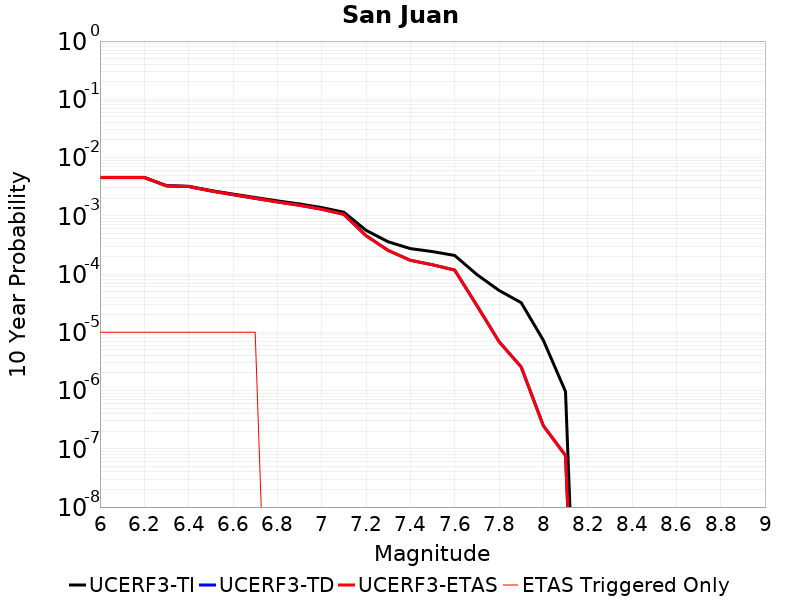 San Juan
10 Year Probability
10^0
10^-1
10^-2
10^-3
10^-4
10^-5
10^-6
10^-7
10^-8
6 6.2 6.4 6.6 6.8 7 7.2 7.4 7.6 7.8 8 8.2 8.4 8.6 8.8 9
Magnitude
UCERF3-TI UCERF3-TD UCERF3-ETAS ETAS Triggered Only